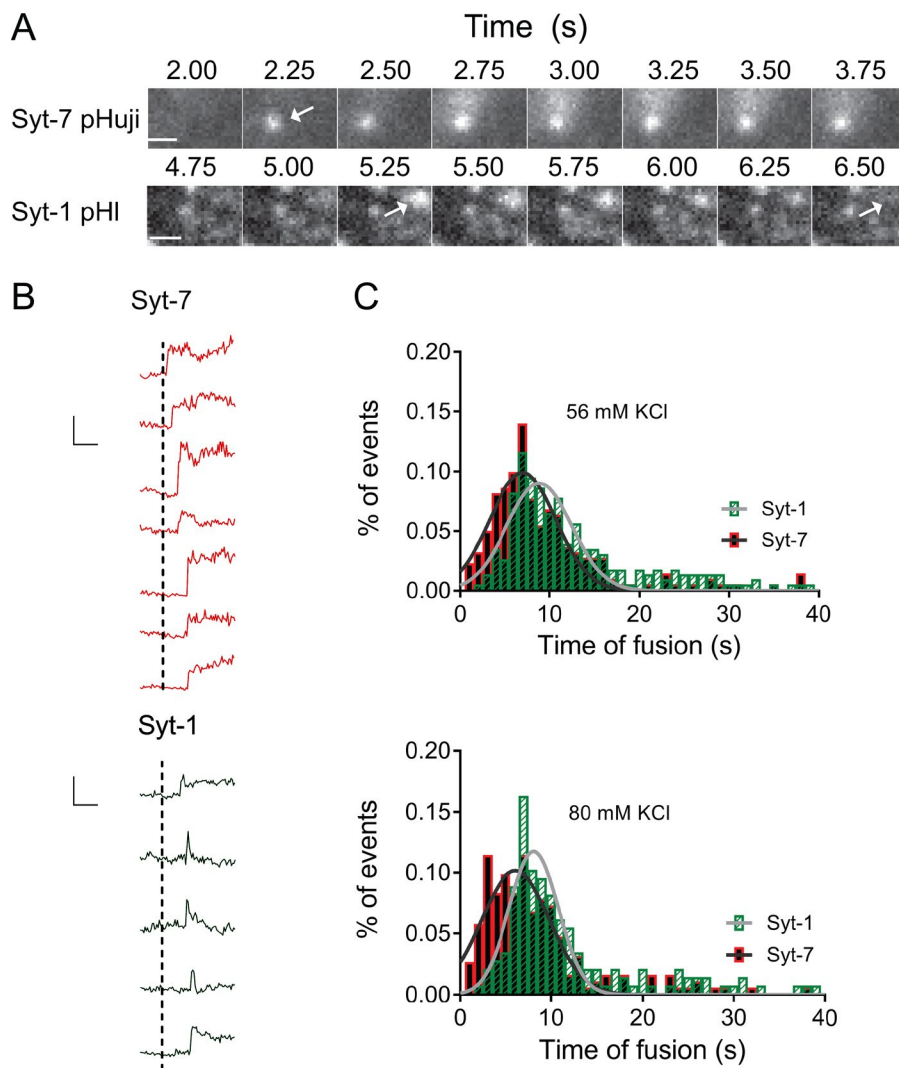 A
Time (s)
2.00 2.25 2.50 2.75 3.00 3.25 3.50 3.75
Syt-7 pHuji
4.75 5.00 5.25 5.50 5.75 6.00 6.25 6.50
Syt-1 pHl
B
Syt-7
Syt-1
C
0.20
0.15
0.10
0.05
0.00
% of events
56 mM KCl
Syt-1
Syt-7
0 10 20 30 40
Time of fusion (s)
0.20
0.15
0.10
0.05
0.00
% of events
80 mM KCl
Syt-1
Syt-7
0 10 20 30 40
Time of fusion (s)